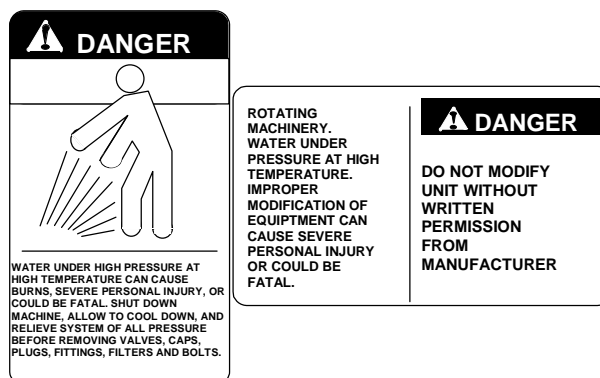 DANGER
WATER UNDER HIGH PRESSURE AT
HIGH TEMPERATURE CAN CAUSE
BURNS, SEVERE PERSONAL INJURY, OR
COULD BE FATAL. SHUT DOWN
MACHINE, ALLOW TO COOL DOWN, AND
RELIEVE SYSTEM OF ALL PRESSURE
BEFORE REMOVING VALVES, CAPS,
PLUGS, FITTINGS, FILTERS AND BOLTS.
ROTATING
MACHINERY.
WATER UNDER
PRESSURE AT HIGH
TEMPERATURE.
IMPROPER
MODIFICATION OF
EQUIPTMENT CAN
CAUSE SEVERE
PERSONAL INJURY
OR COULD BE
FATAL.
DANGER
DO NOT MODIFY
UNIT WITHOUT
WRITTEN
PERMISSION
FROM
MANUFACTURER